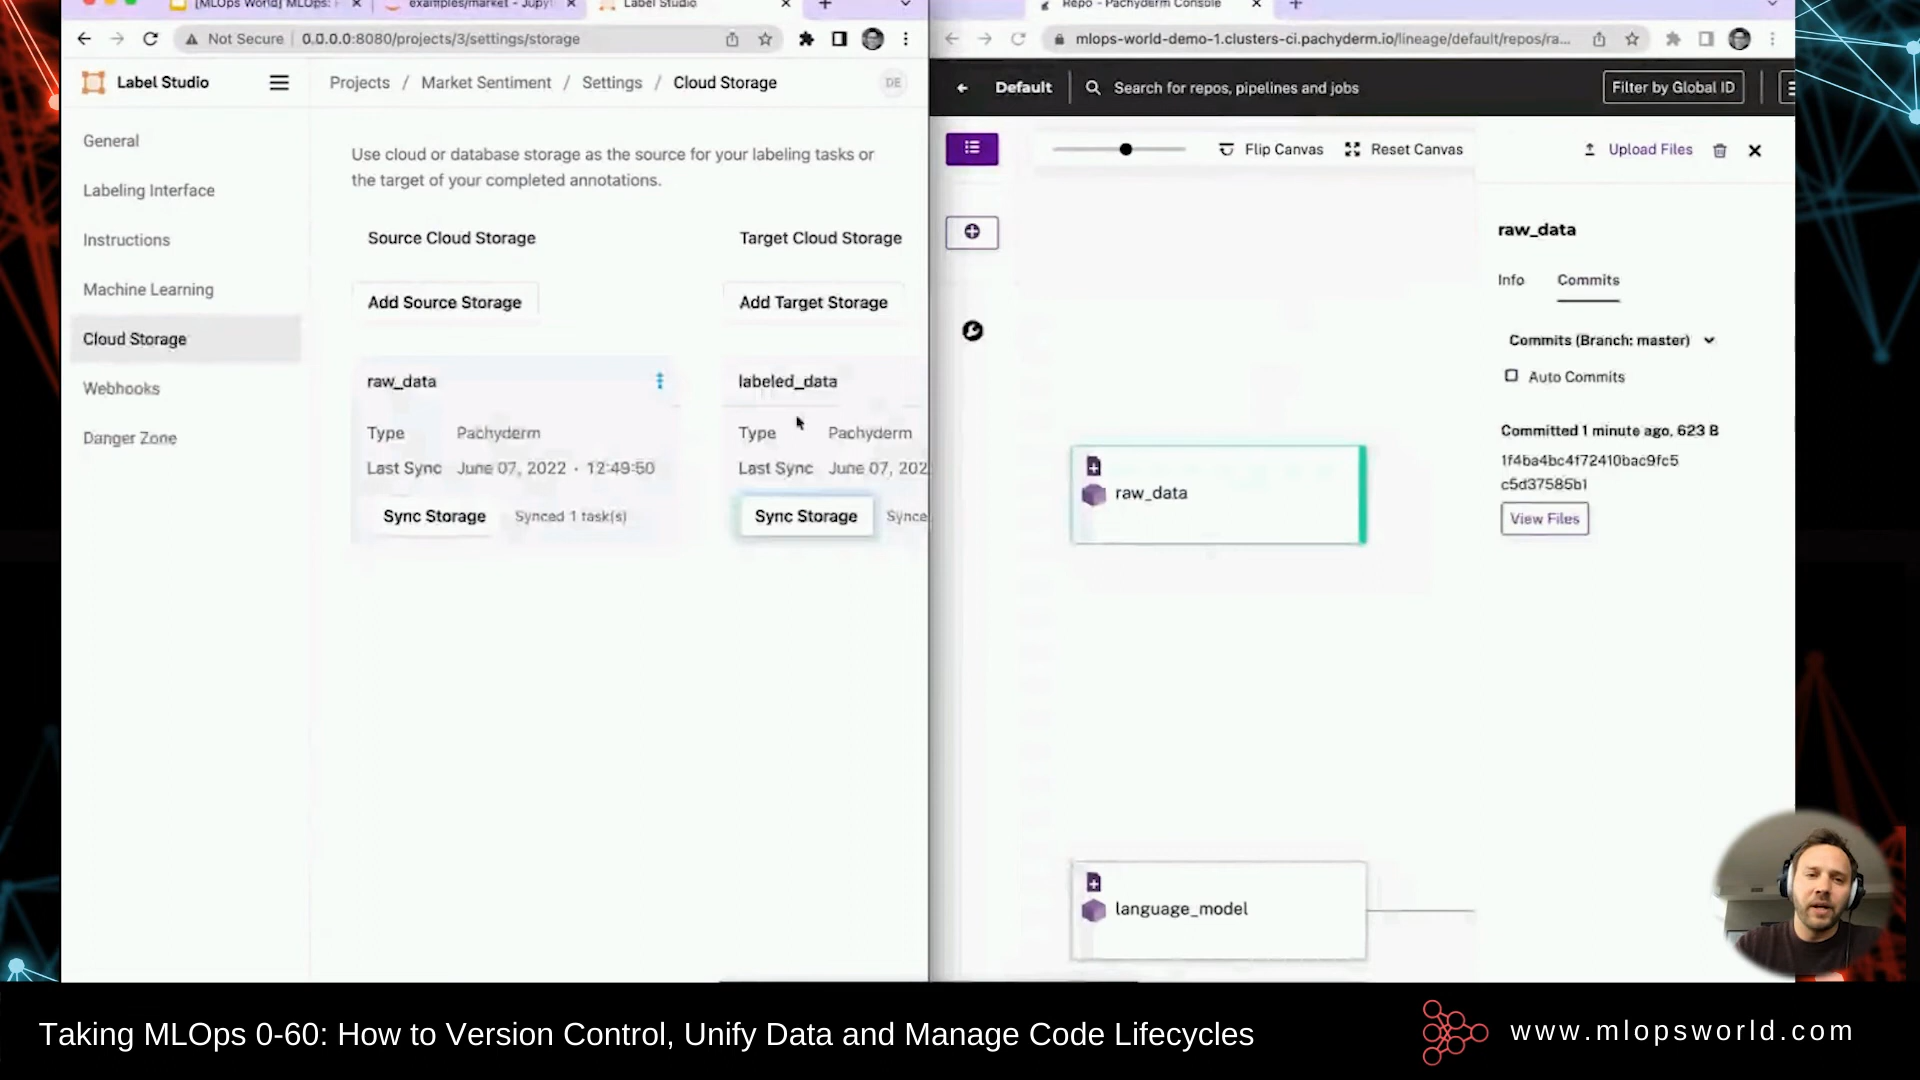 [MLOps World] MLOps:
examples/market - Jupyt
Label Studio
Not Secure
0.0.0.0:8080/projects/3/settings/storage
Label Studio
Projects / Market Sentiment / Settings / Cloud Storage
DE
General
Labeling Interface
Instructions
Machine Learning
Cloud Storage
Webhooks
Danger Zone
Use cloud or database storage as the source for your labeling tasks or
the target of your completed annotations.
Source Cloud Storage
Target Cloud Storage
Add Source Storage
Add Target Storage
raw_data
Type Pachyderm
Last Sync June 07, 2022 · 12:49:50
Sync Storage
Synced 1 task(s)
labeled_data
Type Pachyderm
Last Sync June 07, 202
Sync Storage
Synce
Repo - Pachyderm Console
mlops-world-demo-1.clusters-ci.pachyderm.io/lineage/default/repos/ra...
Default
Search for repos, pipelines and jobs
Filter by Global ID
Flip Canvas
Reset Canvas
Upload Files
raw_data
Info
Commits
Commits (Branch: master)
Auto Commits
Committed 1 minute ago, 623 B
1f4ba4bc4f72410bac9fc5
c5d37585b1
View Files
raw_data
language_model
Taking MLOps 0-60: How to Version Control, Unify Data and Manage Code Lifecycles
www.mlopsworld.com